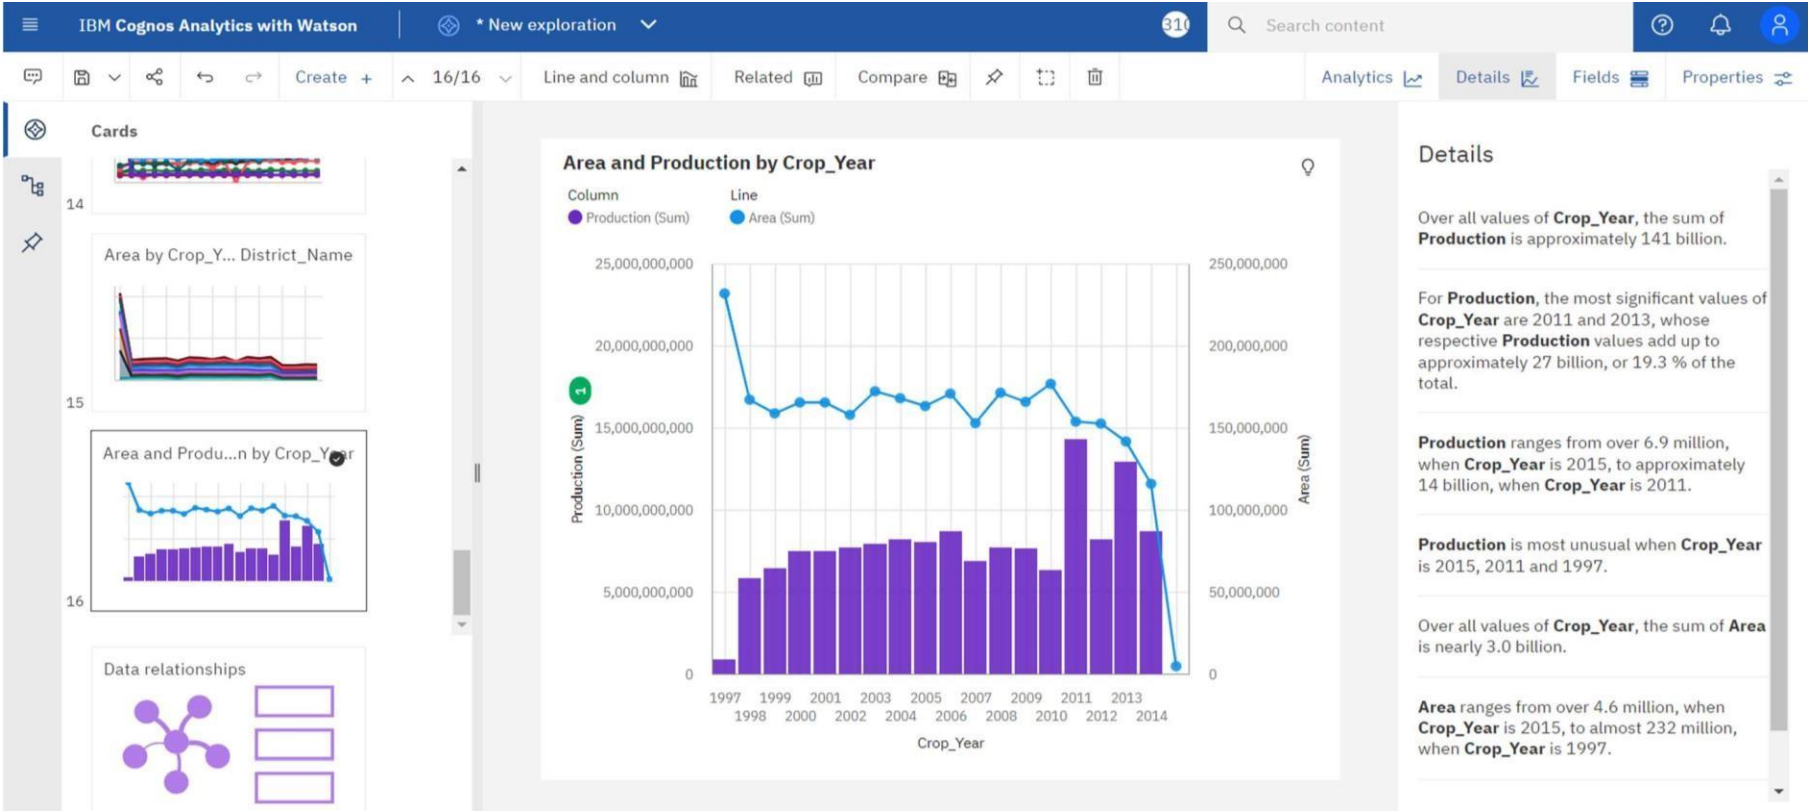 IBM Cognos Analytics with Watson
* New exploration
310
Search content
Create +
16/16
Line and column
Related
Compare
Analytics
Details
Fields
Properties
Cards
14
Area by Crop_Y... District_Name
15
Area and Produ...n by Crop_Year
16
Data relationships
Area and Production by Crop_Year
Column
Line
Production (Sum)
Area (Sum)
25,000,000,000
20,000,000,000
15,000,000,000
10,000,000,000
5,000,000,000
0
Production (Sum)
1
250,000,000
200,000,000
150,000,000
100,000,000
50,000,000
0
Area (Sum)
1997 1999 2001 2003 2005 2007 2009 2011 2013
1998 2000 2002 2004 2006 2008 2010 2012 2014
Crop_Year
Details
Over all values of Crop_Year, the sum of
Production is approximately 141 billion.
For Production, the most significant values of
Crop_Year are 2011 and 2013, whose
respective Production values add up to
approximately 27 billion, or 19.3 % of the
total.
Production ranges from over 6.9 million,
when Crop_Year is 2015, to approximately
14 billion, when Crop_Year is 2011.
Production is most unusual when Crop_Year
is 2015, 2011 and 1997.
Over all values of Crop_Year, the sum of Area
is nearly 3.0 billion.
Area ranges from over 4.6 million, when
Crop_Year is 2015, to almost 232 million,
when Crop_Year is 1997.